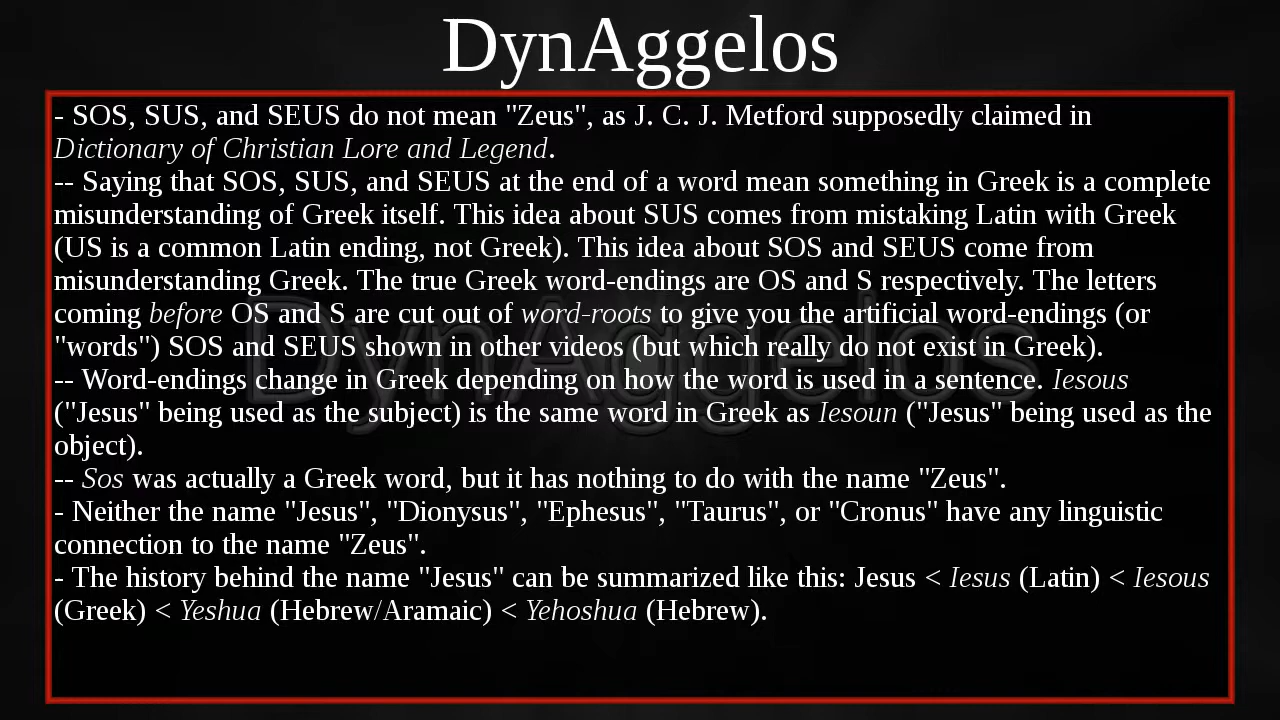 DynAggelos
- SOS, SUS, and SEUS do not mean "Zeus", as J. C. J. Metford supposedly claimed in
Dictionary of Christian Lore and Legend.
-- Saying that SOS, SUS, and SEUS at the end of a word mean something in Greek is a complete
misunderstanding of Greek itself. This idea about SUS comes from mistaking Latin with Greek
(US is a common Latin ending, not Greek). This idea about SOS and SEUS come from
misunderstanding Greek. The true Greek word-endings are OS and S respectively. The letters
coming before OS and S are cut out of word-roots to give you the artificial word-endings (or
"words") SOS and SEUS shown in other videos (but which really do not exist in Greek).
-- Word-endings change in Greek depending on how the word is used in a sentence. Iesous
("Jesus" being used as the subject) is the same word in Greek as Iesoun ("Jesus" being used as the
object).
-- Sos was actually a Greek word, but it has nothing to do with the name "Zeus".
- Neither the name "Jesus", "Dionysus", "Ephesus", "Taurus", or "Cronus" have any linguistic
connection to the name "Zeus".
- The history behind the name "Jesus" can be summarized like this: Jesus < Iesus (Latin) < Iesous
(Greek) < Yeshua (Hebrew/Aramaic) < Yehoshua (Hebrew).
DynAggelos